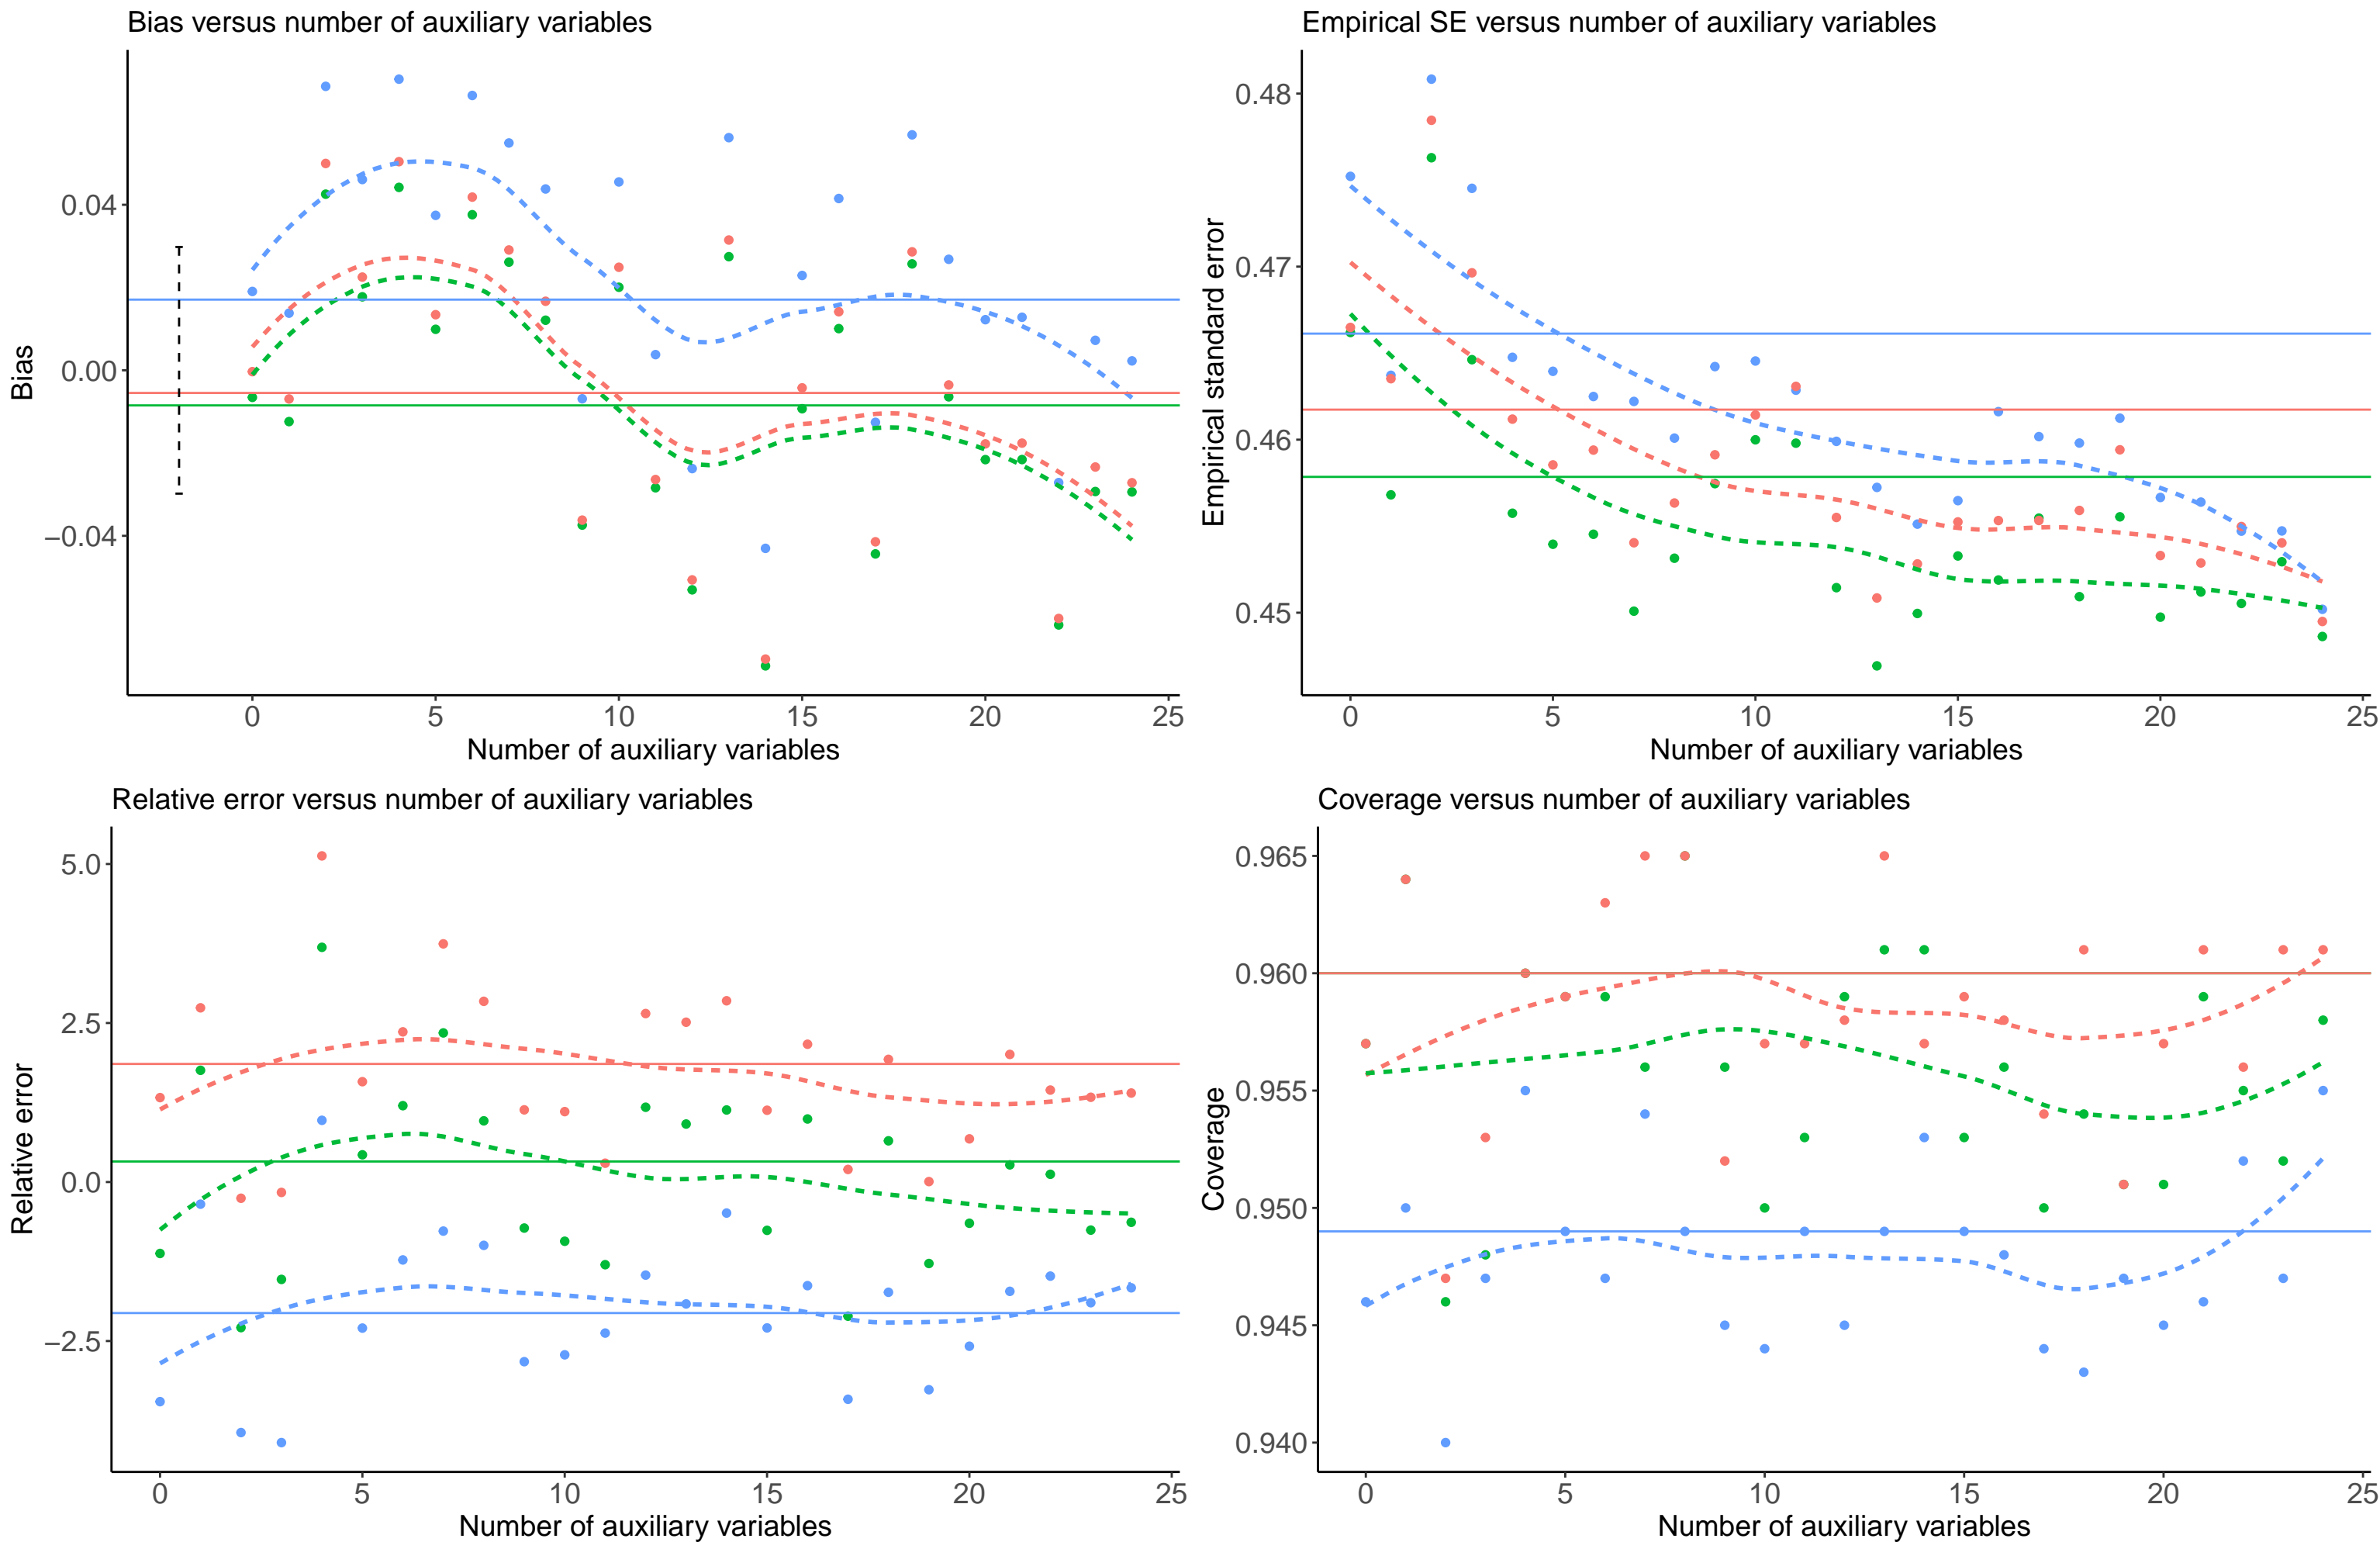 Bias versus number of auxiliary variables
Bias
0.04
0.00
−0.04
0 5 10 15 20 25
Number of auxiliary variables
Empirical SE versus number of auxiliary variables
Empirical standard error
0.48
0.47
0.46
0.45
0 5 10 15 20 25
Number of auxiliary variables
Relative error versus number of auxiliary variables
Relative error
5.0
2.5
0.0
−2.5
0 5 10 15 20 25
Number of auxiliary variables
Coverage versus number of auxiliary variables
Coverage
0.965
0.960
0.955
0.950
0.945
0.940
0 5 10 15 20 25
Number of auxiliary variables